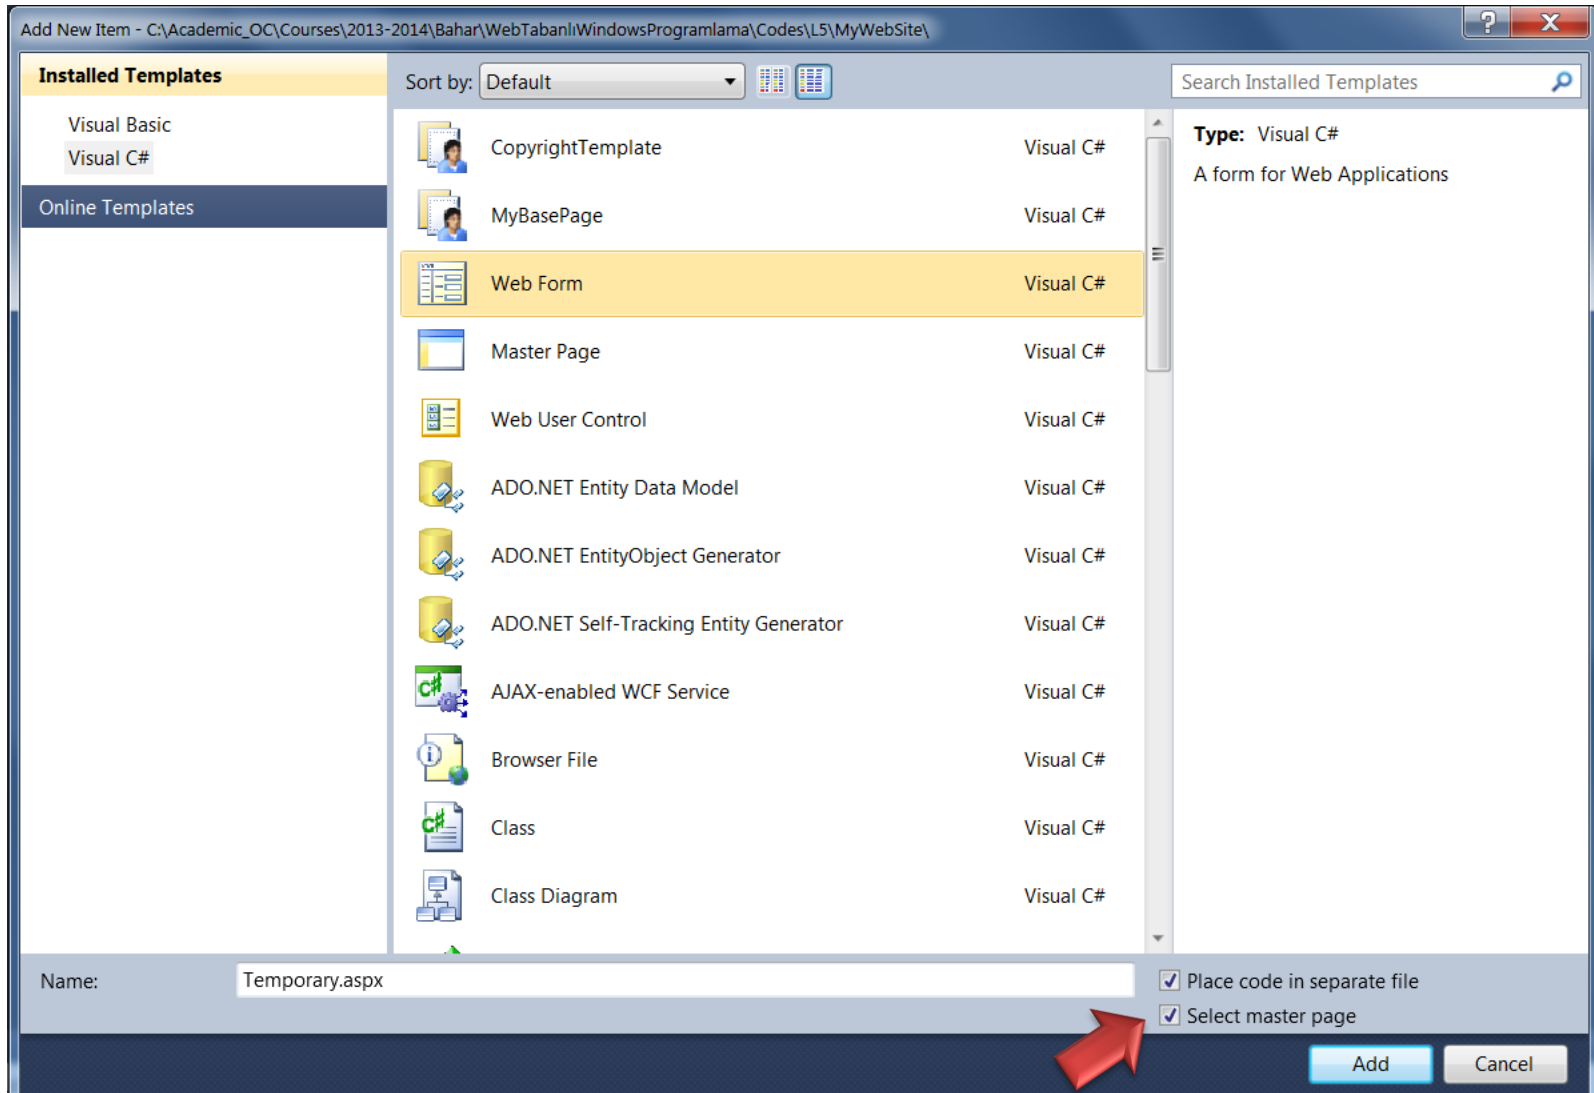 Add New Item - C:\Academic_OC\Courses\2013-2014\Bahar\WebTabanlıWindowsProgramlama\Codes\L5\MyWebSite\
Installed Templates
Visual Basic
Visual C#
Online Templates
Sort by: Default
Search Installed Templates
CopyrightTemplate Visual C#
MyBasePage Visual C#
Web Form Visual C#
Master Page Visual C#
Web User Control Visual C#
ADO.NET Entity Data Model Visual C#
ADO.NET EntityObject Generator Visual C#
ADO.NET Self-Tracking Entity Generator Visual C#
AJAX-enabled WCF Service Visual C#
Browser File Visual C#
Class Visual C#
Class Diagram Visual C#
Type: Visual C#
A form for Web Applications
Name: Temporary.aspx
Place code in separate file
Select master page
Add Cancel